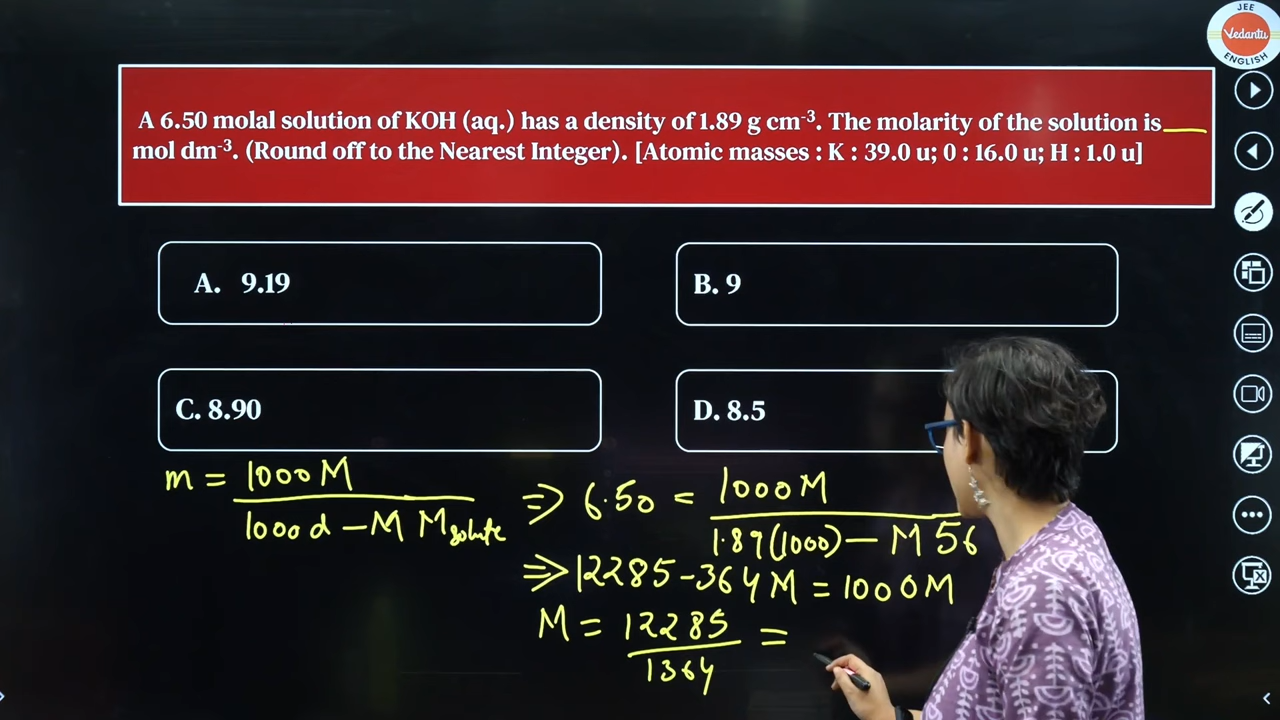 JEE
Vedantu
ENGLISH
A 6.50 molal solution of KOH (aq.) has a density of 1.89 g cm⁻³. The molarity of the solution is____
mol dm⁻³. (Round off to the Nearest Integer). [Atomic masses : K : 39.0 u; 0 : 16.0 u; H : 1.0 u]
A. 9.19
B. 9
C. 8.90
D. 8.5
m = 1000 M / 1000 d - M M solute
⇒ 6.50 = 1000 M / 1.89(1000) - M 56
⇒ 12285 - 364 M = 1000 M
M = 12285 / 1364 =